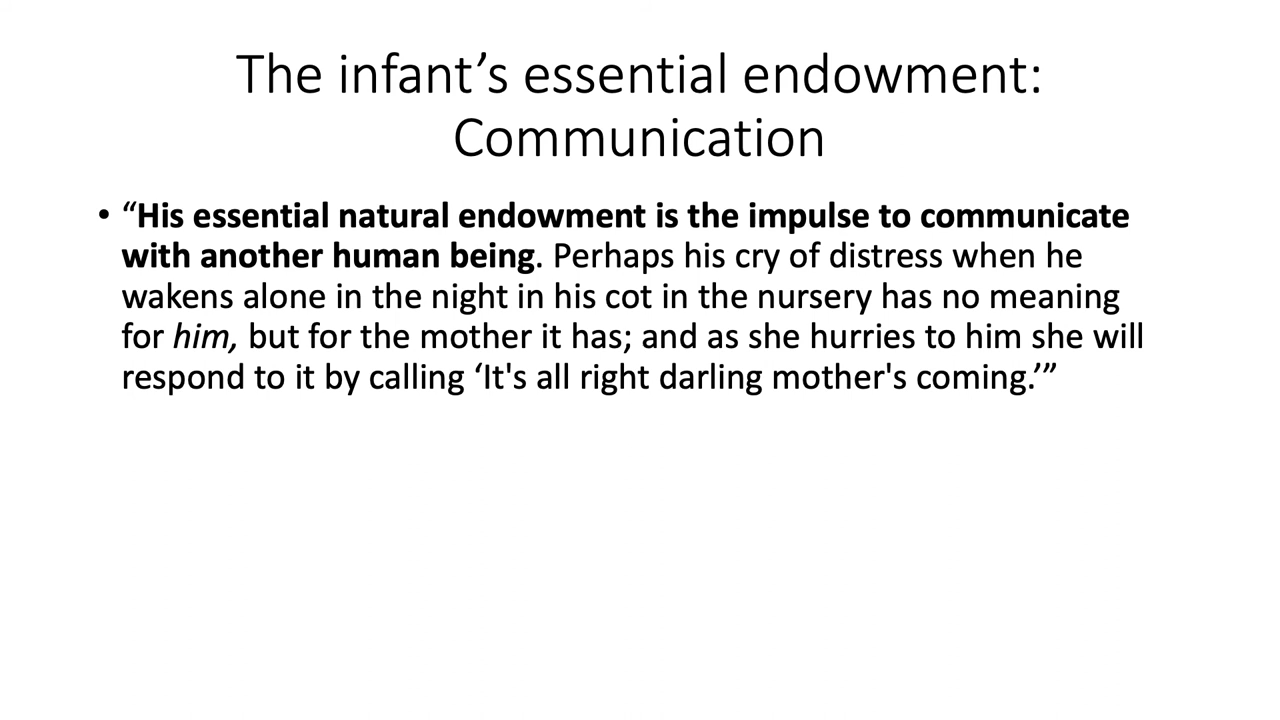 The infant’s essential endowment:
Communication
• “His essential natural endowment is the impulse to communicate
with another human being. Perhaps his cry of distress when he
wakens alone in the night in his cot in the nursery has no meaning
for him, but for the mother it has; and as she hurries to him she will
respond to it by calling ‘It's all right darling mother's coming.’”